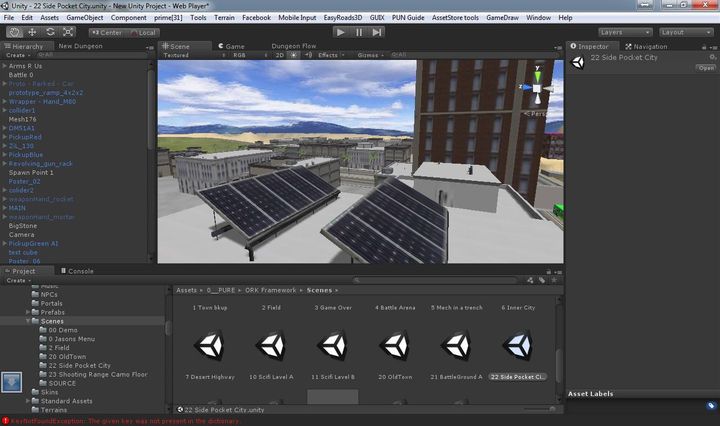 Unity - 22 Side Pocket City.unity - New Unity Project - Web Player*
File Edit Assets GameObject Component prime[31] Tools Terrain Facebook Mobile Input EasyRoads3D GUIX PUN Guide AssetStore tools GameDraw Window Help
Center Local Layers Layout
Hierarchy New Dungeon Scene Game Dungeon Flow Inspector Navigation
Create All Textured RGB 2D Effects Gizmos All
22 Side Pocket City
Open
Arms R Us
Battle 0
Proto - Parked - Car
prototype_ramp_4x2x2
Wrapper - Hand_M80
collider1
Mesh176
DMS1A1
PickupRed
ZiL_130
PickupBlue
Revolving_gun_rack
Spawn Point 1
Poster_02
colider2
weaponHand_rocket
MAIN
weaponHand_mortar
BigStone
Camera
PickupGreen AI
test cube
Poster 06
y
z
Persp
Project Console
Create
Music
NPCs
Portals
Prefabs
Scenes
00 Demo
0 Jasons Menu
2 Field
20 OldTown
22 Side Pocket City
23 Shooting Range Camo Floor
SOURCE
Skins
Standard Assets
Terrains
Assets ▸ 0__PURE ▸ ORK Framework ▸ Scenes ▸
1 Town bkup 2 Field 3 Game Over 4 Battle Arena 5 Mech in a trench 6 Inner City
7 Desert Highway 10 Scifi Level A 11 Scifi Level B 20 OldTown 21 BattleGround A 22 Side Pocket Ci...
22 Side Pocket City.unity
Asset Labels
KeyNotFoundException: The given key was not present in the dictionary.